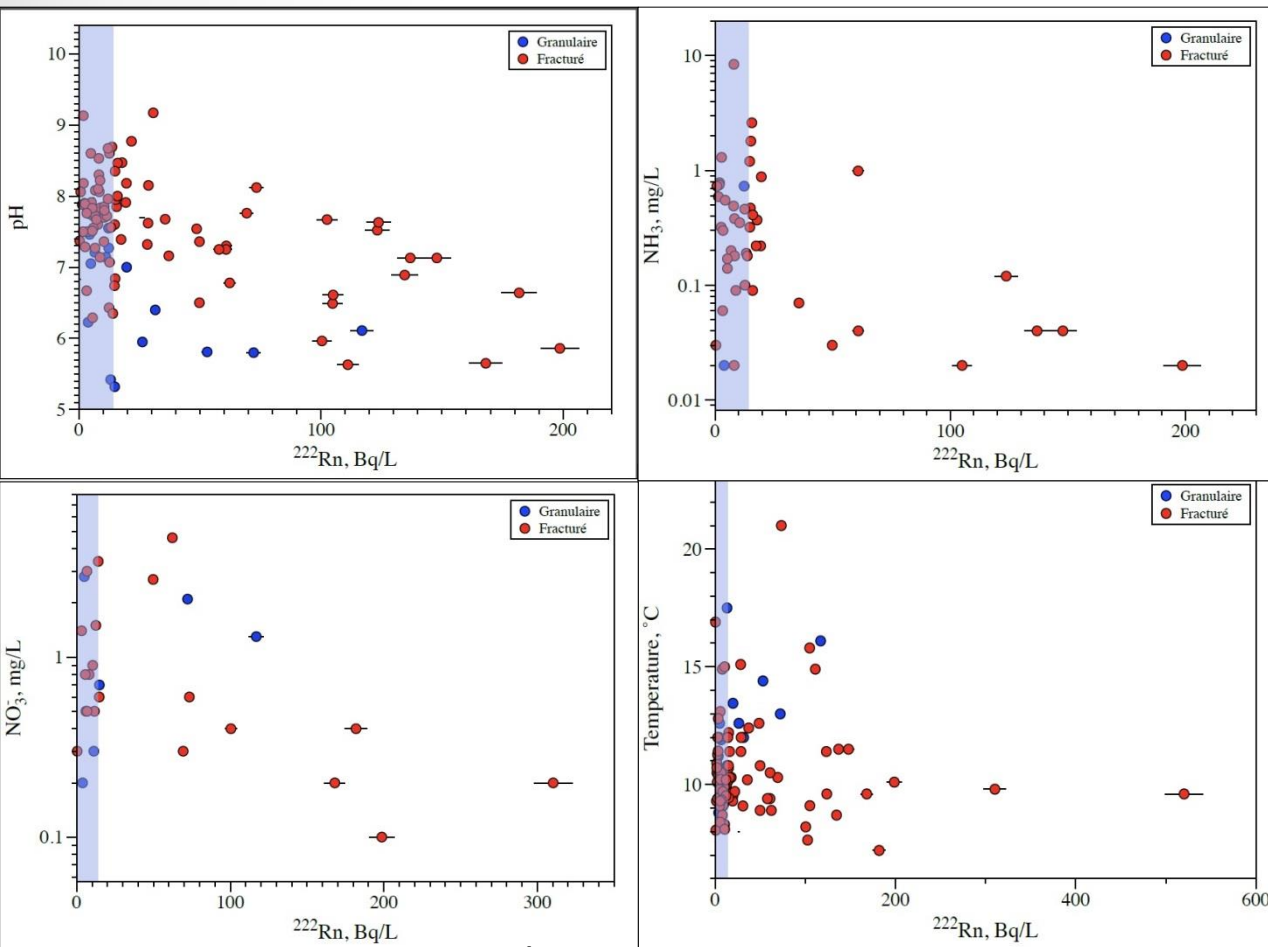 10
9
8
7
6
5
pH
0
100
200
²²²Rn, Bq/L
Granulaire
Fracturé
10
1
0.1
0.01
NH₃, mg/L
0
100
200
²²²Rn, Bq/L
Granulaire
Fracturé
1
0.1
NO₃⁻, mg/L
0
100
200
300
²²²Rn, Bq/L
Granulaire
Fracturé
20
15
10
Temperature, °C
0
200
400
600
²²²Rn, Bq/L
Granulaire
Fracturé